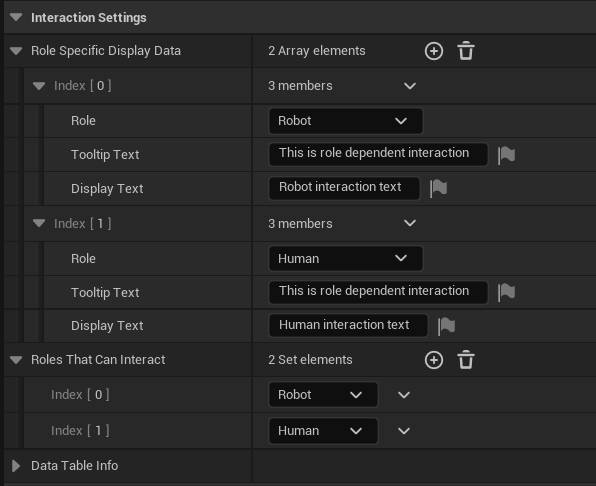 Interaction Settings
Role Specific Display Data 2 Array elements
Index [ 0 ] 3 members
Role Robot
Tooltip Text This is role dependent interaction
Display Text Robot interaction text
Index [ 1 ] 3 members
Role Human
Tooltip Text This is role dependent interaction
Display Text Human interaction text
Roles That Can Interact 2 Set elements
Index [ 0 ] Robot
Index [ 1 ] Human
Data Table Info